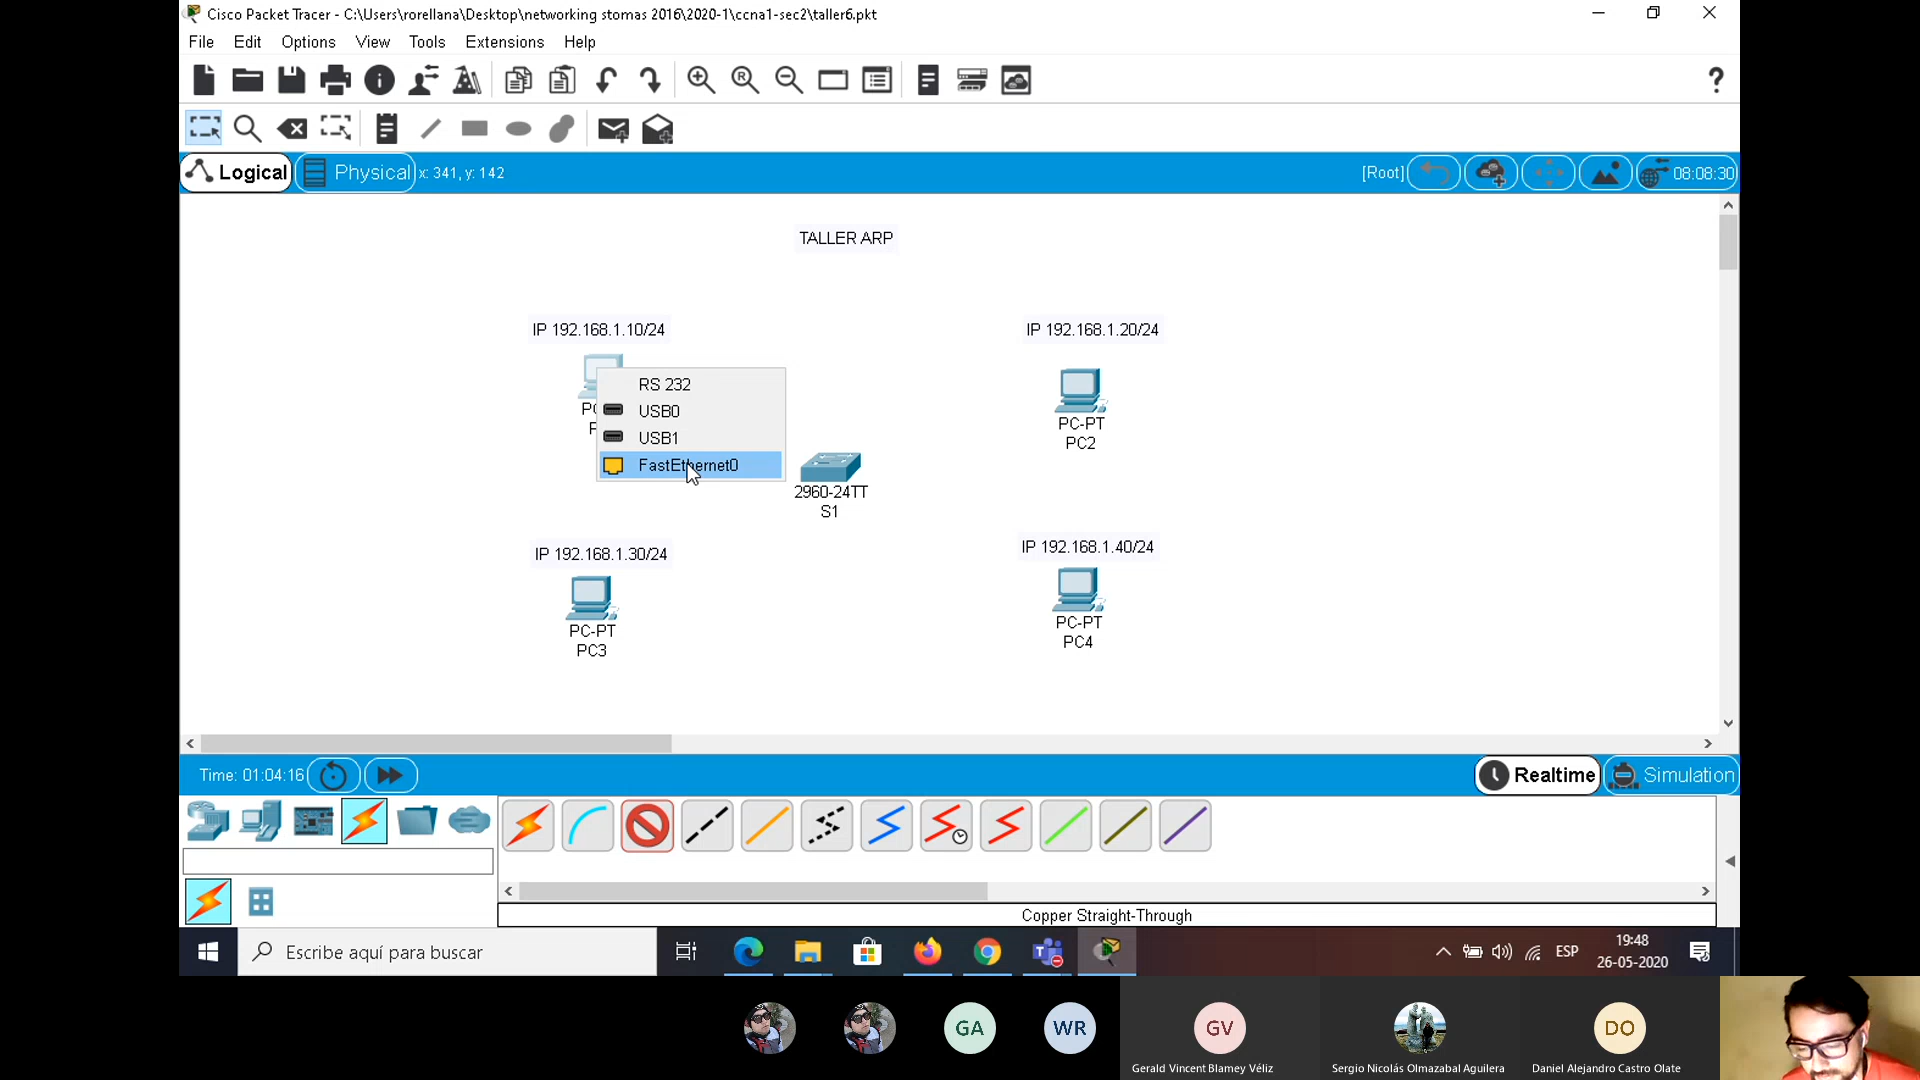 Cisco Packet Tracer - C:\Users\rorellana\Desktop\networking stomas 2016\2020-1\ccna1-sec2\taller6.pkt
File Edit Options View Tools Extensions Help
Logical Physical x: 341, y: 142 [Root] 08:08:30
TALLER ARP
IP 192.168.1.10/24
IP 192.168.1.20/24
RS 232
USB0
USB1
FastEthernet0
PC-PT
PC2
2960-24TT
S1
IP 192.168.1.30/24
IP 192.168.1.40/24
PC-PT
PC3
PC-PT
PC4
Time: 01:04:16 Realtime Simulation
Copper Straight-Through
Escribe aquí para buscar
ESP
19:48
26-05-2020
GA WR GV DO
Gerald Vincent Blamey Véliz
Sergio Nicolás Olmazabal Aguilera
Daniel Alejandro Castro Olate